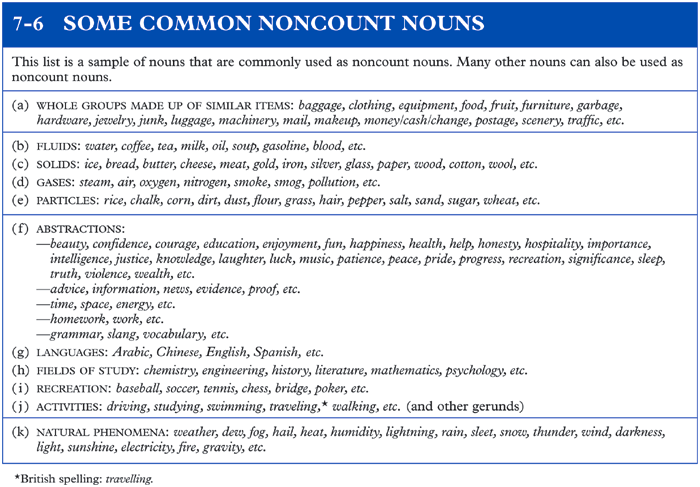 7-6 SOME COMMON NONCOUNT NOUNS
This list is a sample of nouns that are commonly used as noncount nouns. Many other nouns can also be used as
noncount nouns.
(a) WHOLE GROUPS MADE UP OF SIMILAR ITEMS: baggage, clothing, equipment, food, fruit, furniture, garbage,
hardware, jewelry, junk, luggage, machinery, mail, makeup, money/cash/change, postage, scenery, traffic, etc.
(b) FLUIDS: water, coffee, tea, milk, oil, soup, gasoline, blood, etc.
(c) SOLIDS: ice, bread, butter, cheese, meat, gold, iron, silver, glass, paper, wood, cotton, wool, etc.
(d) GASES: steam, air, oxygen, nitrogen, smoke, smog, pollution, etc.
(e) PARTICLES: rice, chalk, corn, dirt, dust, flour, grass, hair, pepper, salt, sand, sugar, wheat, etc.
(f) ABSTRACTIONS:
—beauty, confidence, courage, education, enjoyment, fun, happiness, health, help, honesty, hospitality, importance,
intelligence, justice, knowledge, laughter, luck, music, patience, peace, pride, progress, recreation, significance, sleep,
truth, violence, wealth, etc.
—advice, information, news, evidence, proof, etc.
—time, space, energy, etc.
—homework, work, etc.
—grammar, slang, vocabulary, etc.
(g) LANGUAGES: Arabic, Chinese, English, Spanish, etc.
(h) FIELDS OF STUDY: chemistry, engineering, history, literature, mathematics, psychology, etc.
(i) RECREATION: baseball, soccer, tennis, chess, bridge, poker, etc.
(j) ACTIVITIES: driving, studying, swimming, traveling,* walking, etc. (and other gerunds)
(k) NATURAL PHENOMENA: weather, dew, fog, hail, heat, humidity, lightning, rain, sleet, snow, thunder, wind, darkness,
light, sunshine, electricity, fire, gravity, etc.
*British spelling: travelling.